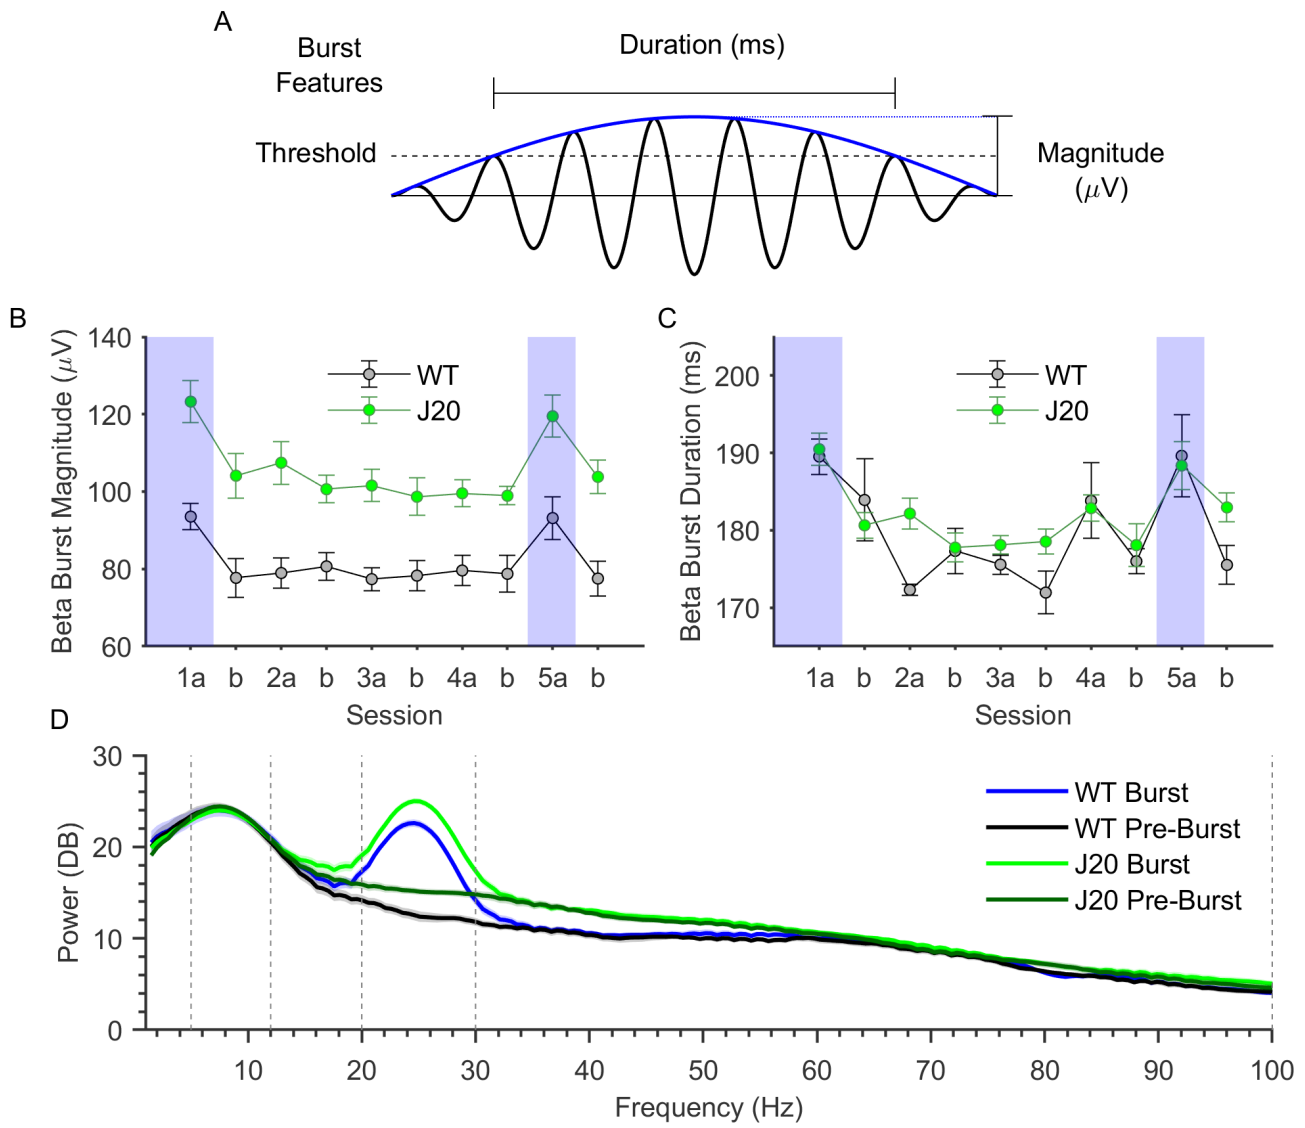 A
Burst
Features
Duration (ms)
Threshold
Magnitude
(μV)
B
Beta Burst Magnitude (μV)
140
120
100
80
60
WT
J20
1a b 2a b 3a b 4a b 5a b
Session
C
Beta Burst Duration (ms)
200
190
180
170
WT
J20
1a b 2a b 3a b 4a b 5a b
Session
D
Power (DB)
30
20
10
0
WT Burst
WT Pre-Burst
J20 Burst
J20 Pre-Burst
10 20 30 40 50 60 70 80 90 100
Frequency (Hz)